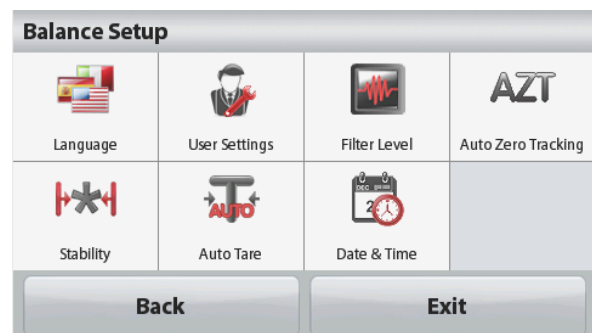 Balance Setup
Language
User Settings
Filter Level
AZT
Auto Zero Tracking
Stability
AUTO
Auto Tare
DEC
2
Date & Time
Back
Exit